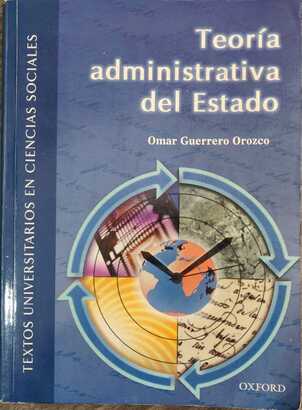 TEXTOS UNIVERSITARIOS EN CIENCIAS SOCIALES
Teoría
administrativa
del Estado
Omar Guerrero Orozco
OXFORD